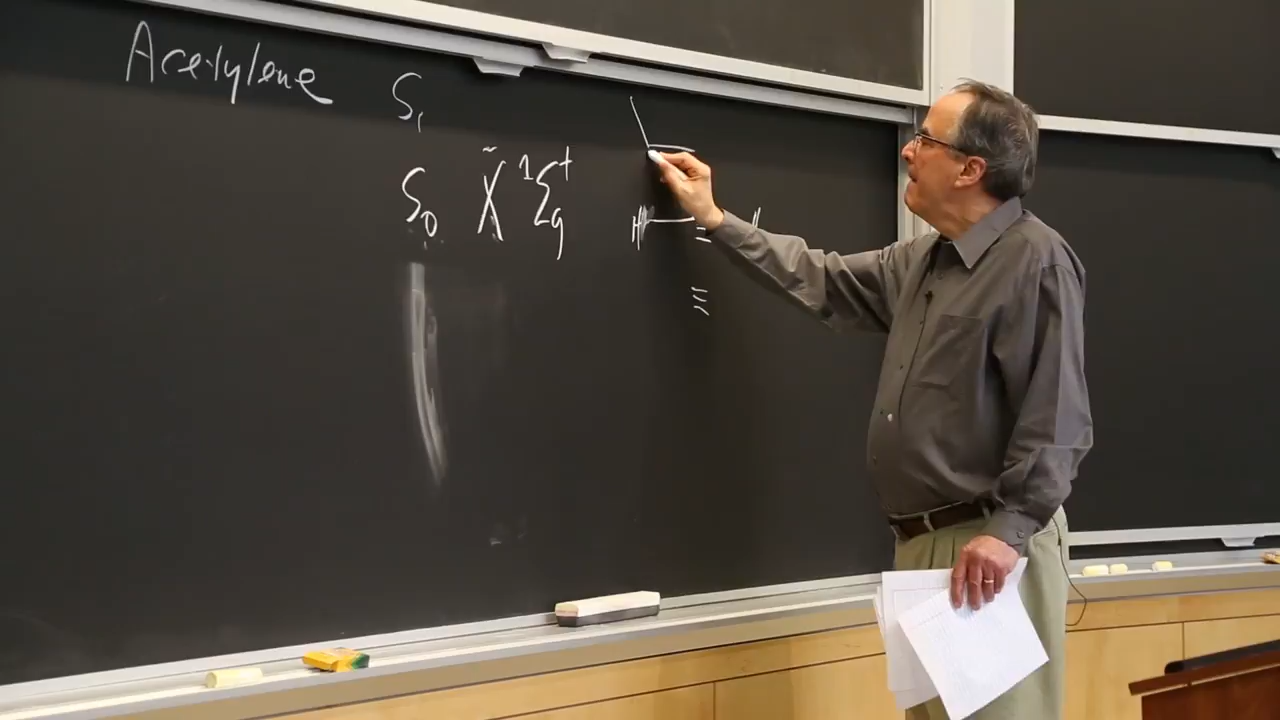 Acetylene S₁
S₀ X̃ ¹Σg⁺ H H